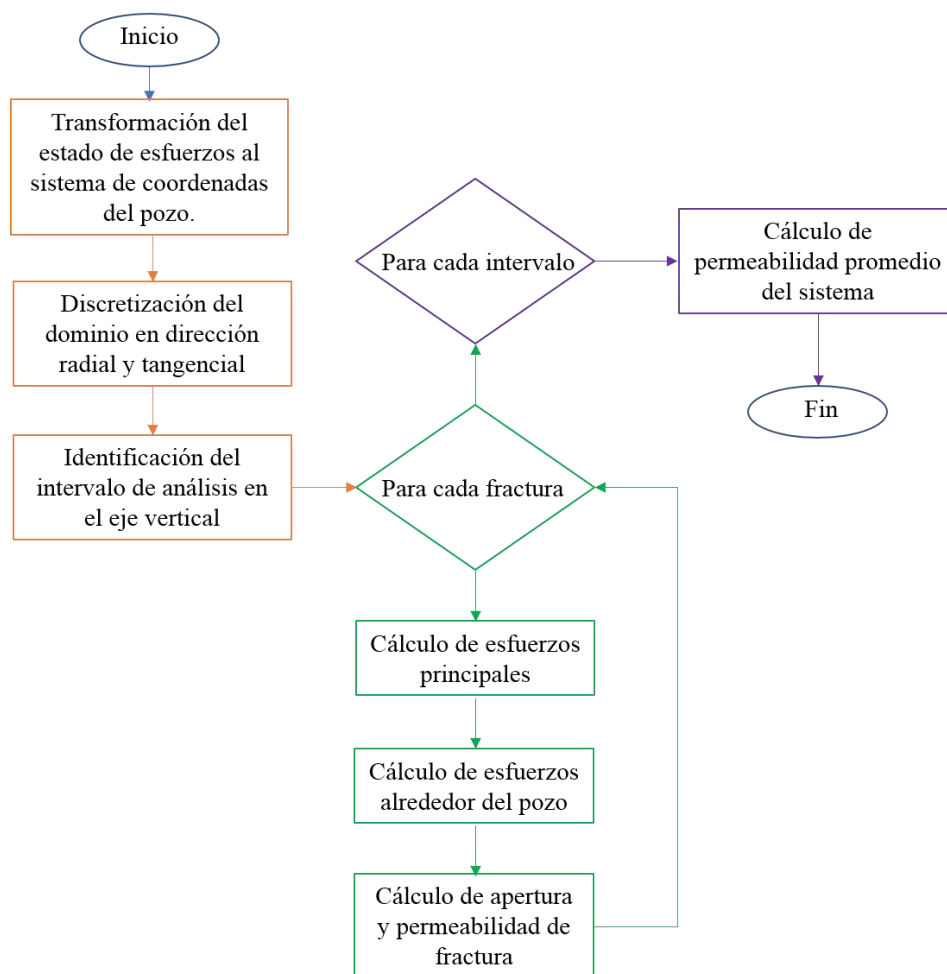 Inicio
Transformación del
estado de esfuerzos al
sistema de coordenadas
del pozo.
Discretización del
dominio en dirección
radial y tangencial
Identificación del
intervalo de análisis en
el eje vertical
Para cada fractura
Cálculo de esfuerzos
principales
Cálculo de esfuerzos
alrededor del pozo
Cálculo de apertura
y permeabilidad de
fractura
Para cada intervalo
Cálculo de
permeabilidad promedio
del sistema
Fin